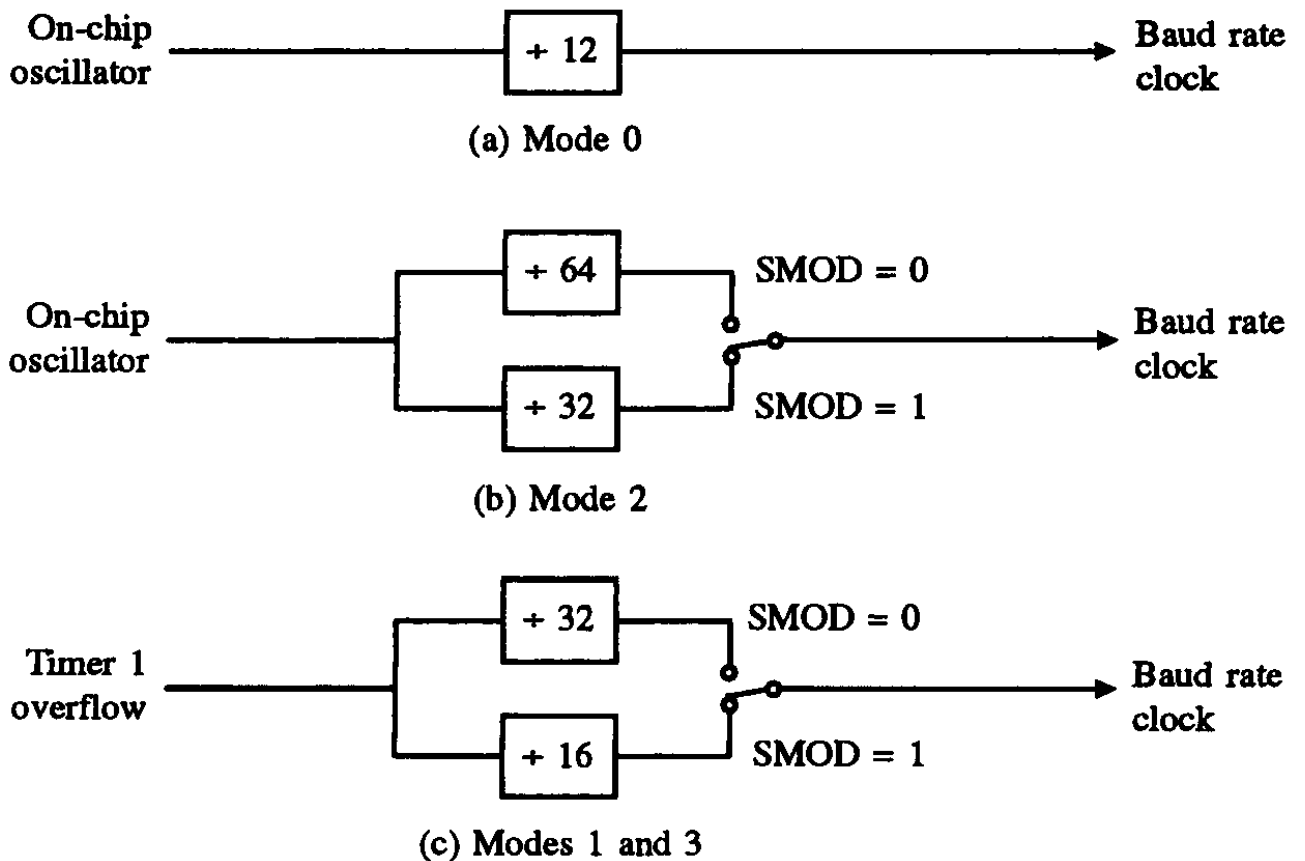 On-chip
oscillator
÷ 12
Baud rate
clock
(a) Mode 0
On-chip
oscillator
÷ 64
SMOD = 0
÷ 32
SMOD = 1
Baud rate
clock
(b) Mode 2
Timer 1
overflow
÷ 32
SMOD = 0
÷ 16
SMOD = 1
Baud rate
clock
(c) Modes 1 and 3